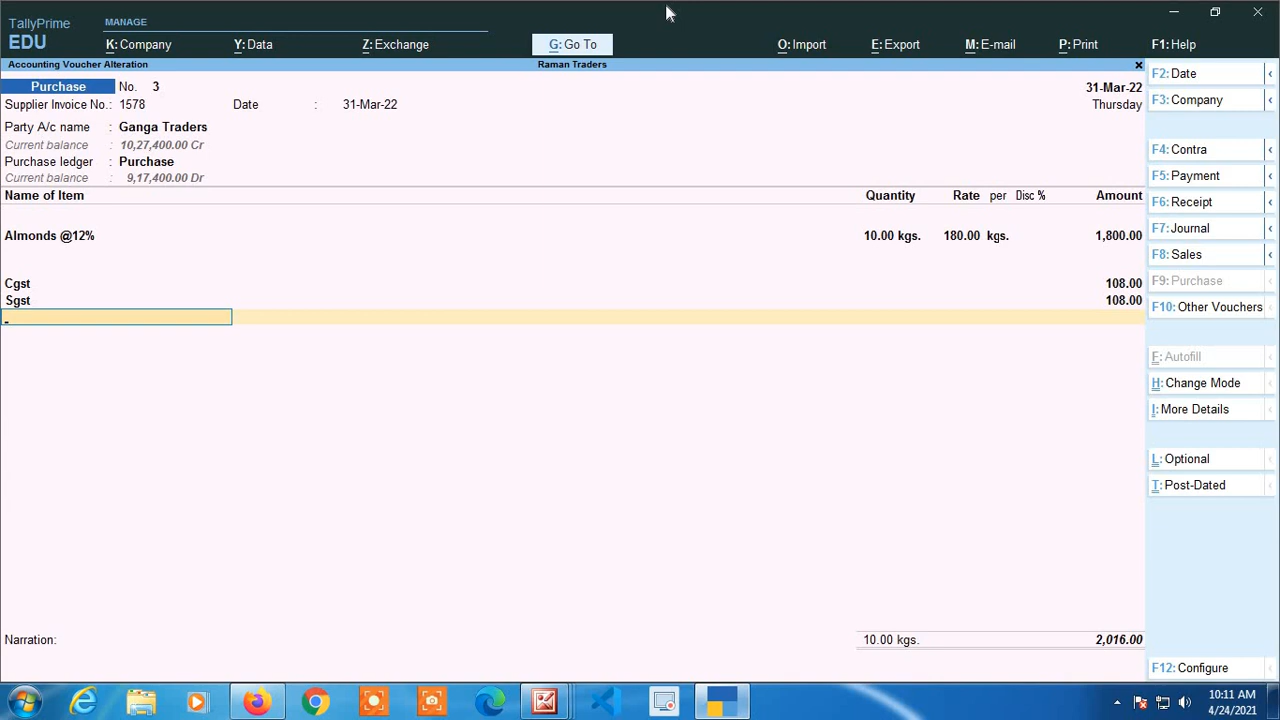 TallyPrime
EDU
MANAGE
K: Company
Y: Data
Z: Exchange
G: Go To
O: Import
E: Export
M: E-mail
P: Print
F1: Help
Accounting Voucher Alteration
Raman Traders
×
Purchase No. 3
31-Mar-22
Supplier Invoice No.: 1578 Date : 31-Mar-22
Thursday
Party A/c name : Ganga Traders
Current balance : 10,27,400.00 Cr
Purchase ledger : Purchase
Current balance : 9,17,400.00 Dr
Name of Item Quantity Rate per Disc % Amount
Almonds @12% 10.00 kgs. 180.00 kgs. 1,800.00
Cgst 108.00
Sgst 108.00
Narration: 10.00 kgs. 2,016.00
F2: Date
F3: Company
F4: Contra
F5: Payment
F6: Receipt
F7: Journal
F8: Sales
F9: Purchase
F10: Other Vouchers
F: Autofill
H: Change Mode
I: More Details
L: Optional
T: Post-Dated
F12: Configure
10:11 AM
4/24/2021